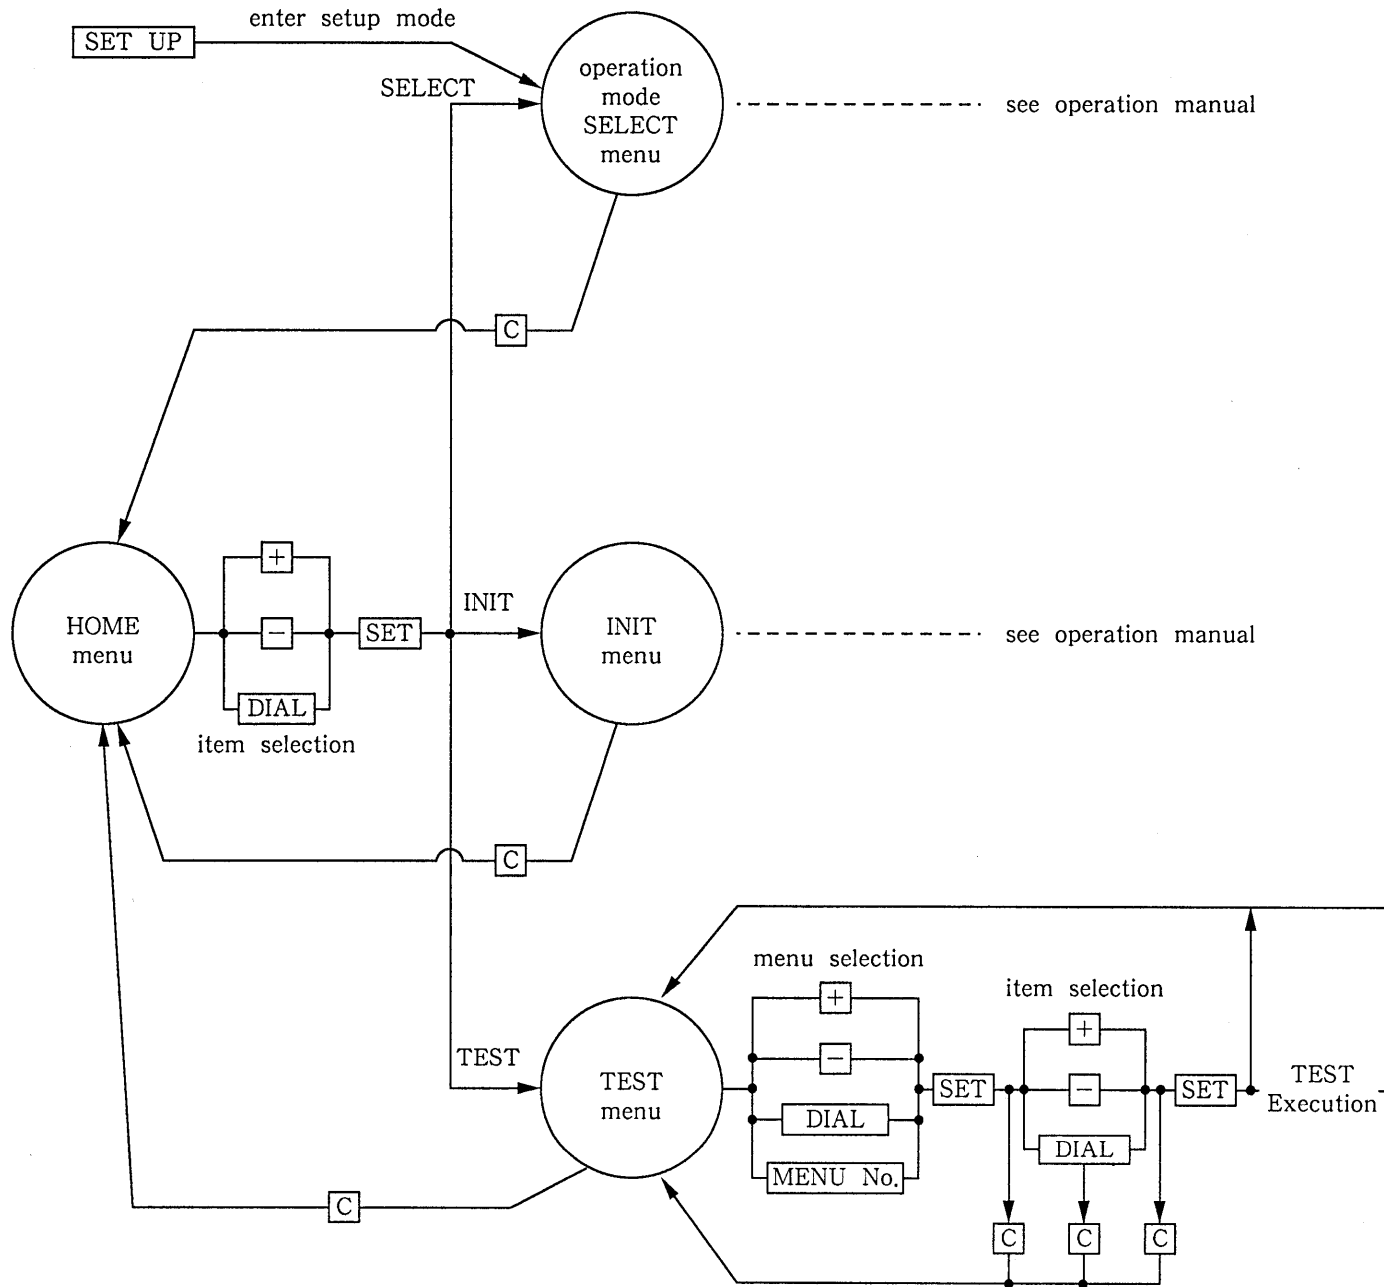 enter setup mode
SET UP
SELECT
operation
mode
SELECT
menu
see operation manual
C
HOME
menu
+
−
DIAL
item selection
SET
INIT
INIT
menu
see operation manual
C
TEST
TEST
menu
menu selection
+
−
DIAL
MENU No.
SET
item selection
+
−
DIAL
SET
TEST
Execution
C
C
C
C